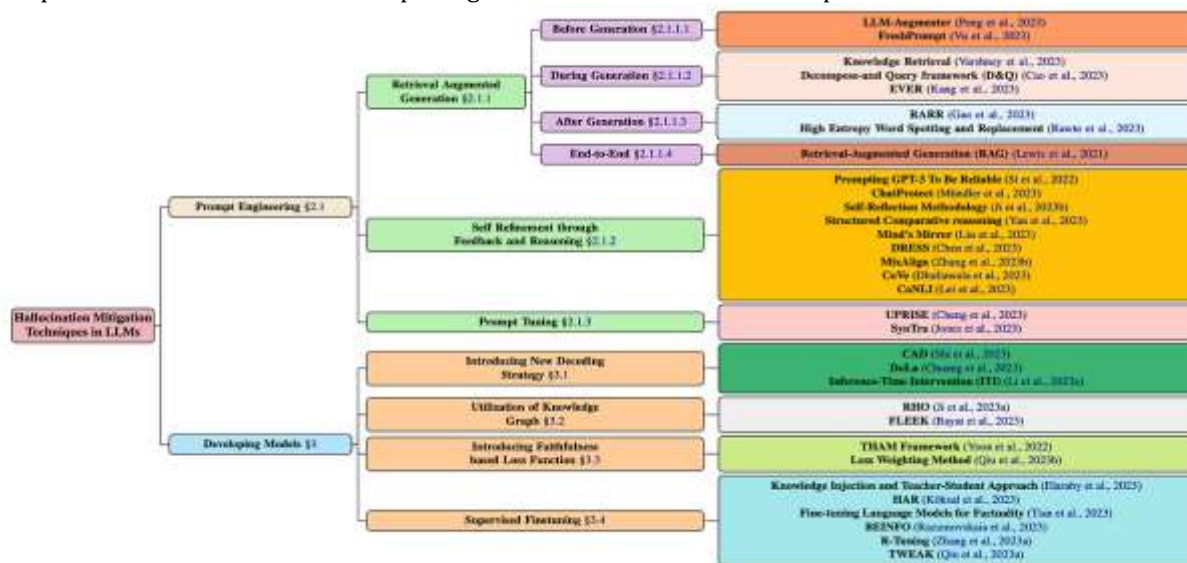 Hallucination Mitigation
Techniques in LLMs
Prompt Engineering §2.1
Retrieval Augmented
Generation §2.1.1
Before Generation §2.1.1.1
LLM-Augmenter (Peng et al., 2023)
FreshPrompt (Vu et al., 2023)
During Generation §2.1.1.2
Knowledge Retrieval (Varshney et al., 2023)
Decompose-and Query framework (D&Q) (Cao et al., 2023)
EVER (Kang et al., 2023)
After Generation §2.1.1.3
RARR (Gao et al., 2023)
High Entropy Word Spotting and Replacement (Rawte et al., 2023)
End-to-End §2.1.1.4
Retrieval-Augmented Generation (RAG) (Lewis et al., 2021)
Self Refinement through
Feedback and Reasoning §2.1.2
Prompting GPT-3 To Be Reliable (Si et al., 2022)
ChatProtect (Mündler et al., 2023)
Self-Reflection Methodology (Ji et al., 2023b)
Structured Comparative reasoning (Yan et al., 2023)
Mind's Mirror (Liu et al., 2023)
DRESS (Chen et al., 2023)
MixAlign (Zhang et al., 2023b)
CoVe (Dhuliawala et al., 2023)
CoNLI (Lei et al., 2023)
Prompt Tuning §2.1.3
UPRISE (Cheng et al., 2023)
SynTra (Jones et al., 2023)
Developing Models §3
Introducing New Decoding
Strategy §3.1
CAD (Shi et al., 2023)
DoLa (Chuang et al., 2023)
Inference-Time Intervention (ITI) (Li et al., 2023a)
Utilization of Knowledge
Graph §3.2
RHO (Ji et al., 2023a)
FLEEK (Bayat et al., 2023)
Introducing Faithfulness
based Loss Function §3.3
THAM Framework (Yoon et al., 2022)
Loss Weighting Method (Qiu et al., 2023b)
Supervised Finetuning §3.4
Knowledge Injection and Teacher-Student Approach (Elaraby et al., 2023)
HAR (Köksal et al., 2023)
Fine-tuning Language Models for Factuality (Tian et al., 2023)
BEINFO (Razumovskaia et al., 2023)
R-Tuning (Zhang et al., 2023a)
TWEAK (Qiu et al., 2023a)